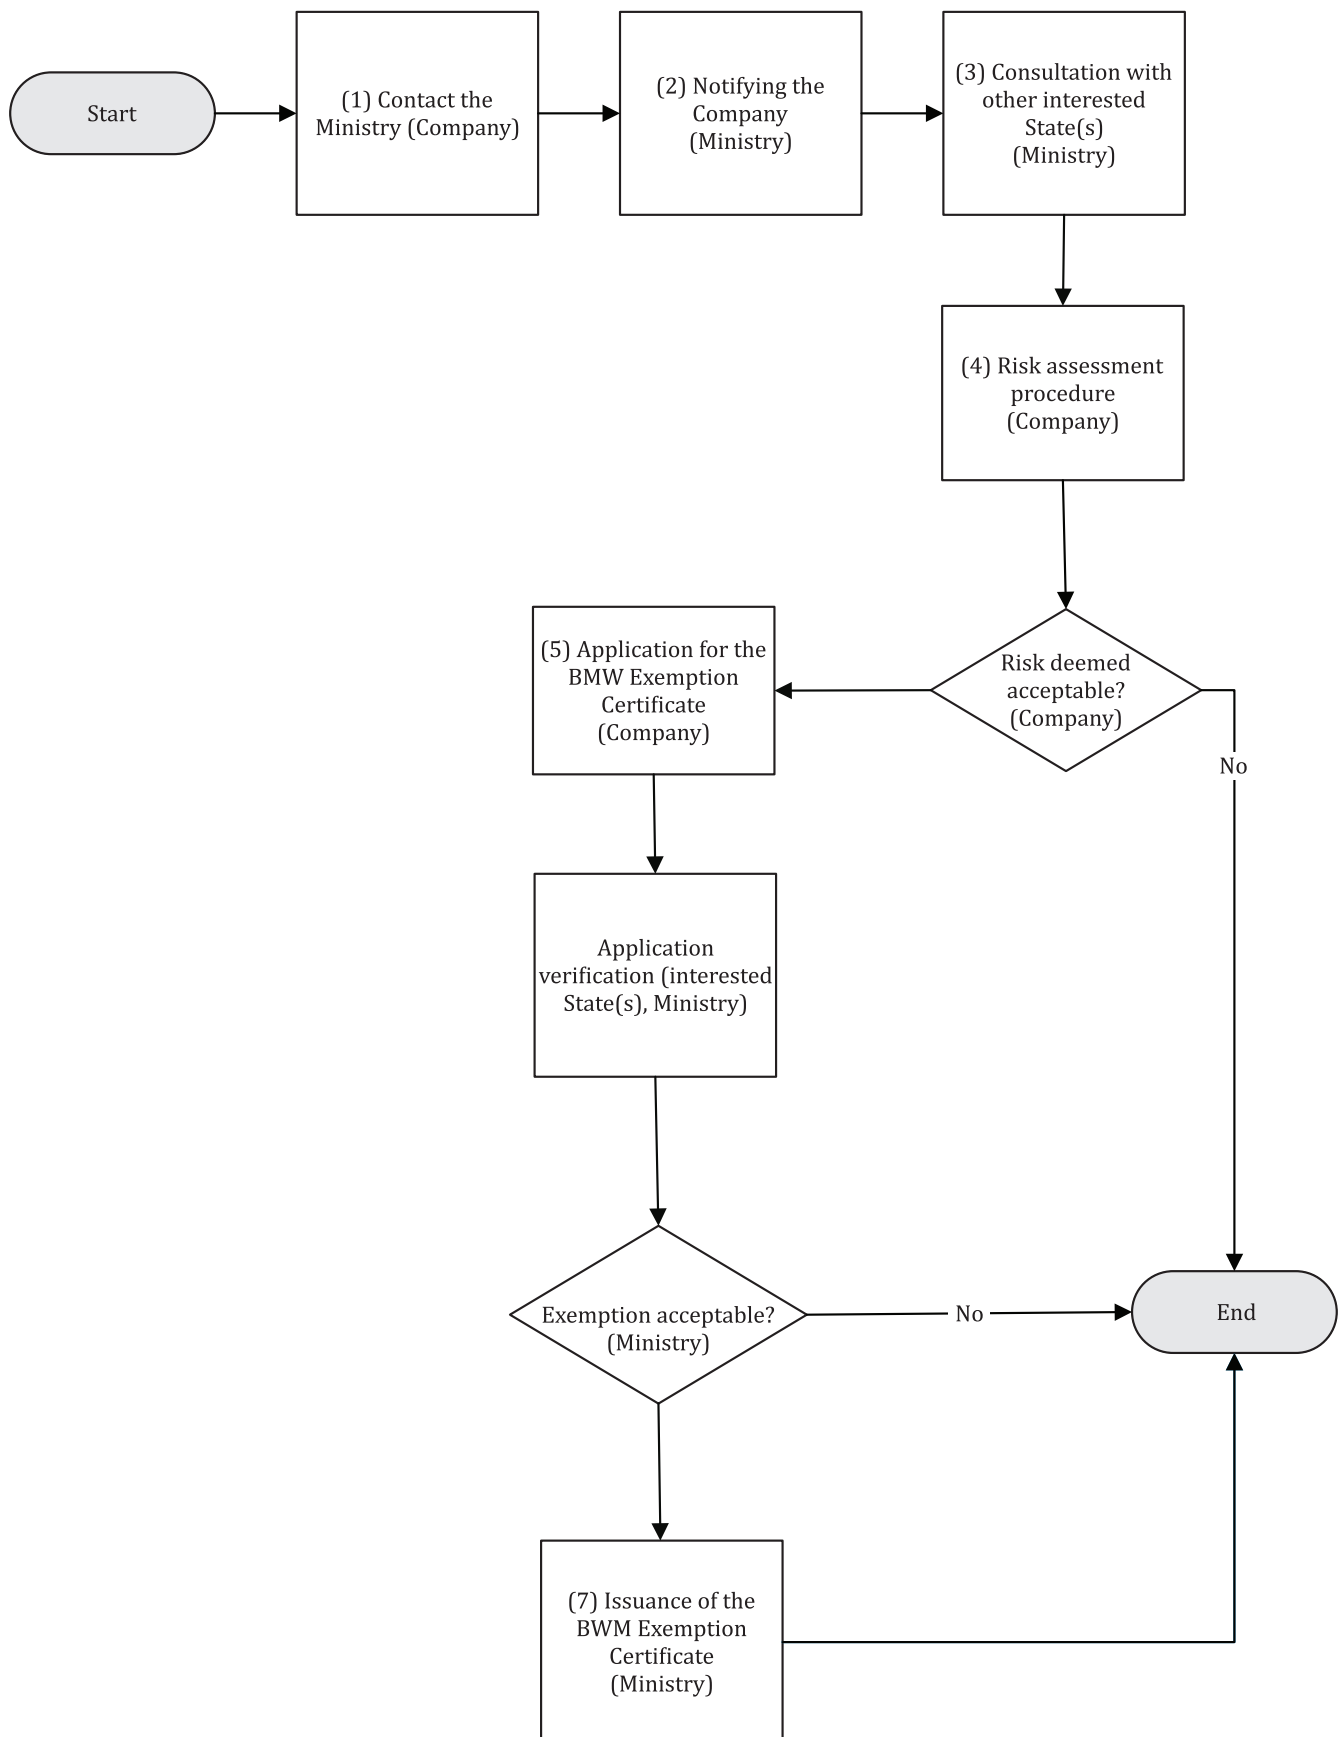 Start
(1) Contact the
Ministry (Company)
(2) Notifying the
Company
(Ministry)
(3) Consultation with
other interested
State(s)
(Ministry)
(4) Risk assessment
procedure
(Company)
Risk deemed
acceptable?
(Company)
No
(5) Application for the
BMW Exemption
Certificate
(Company)
Application
verification (interested
State(s), Ministry)
Exemption acceptable?
(Ministry)
No
End
(7) Issuance of the
BWM Exemption
Certificate
(Ministry)